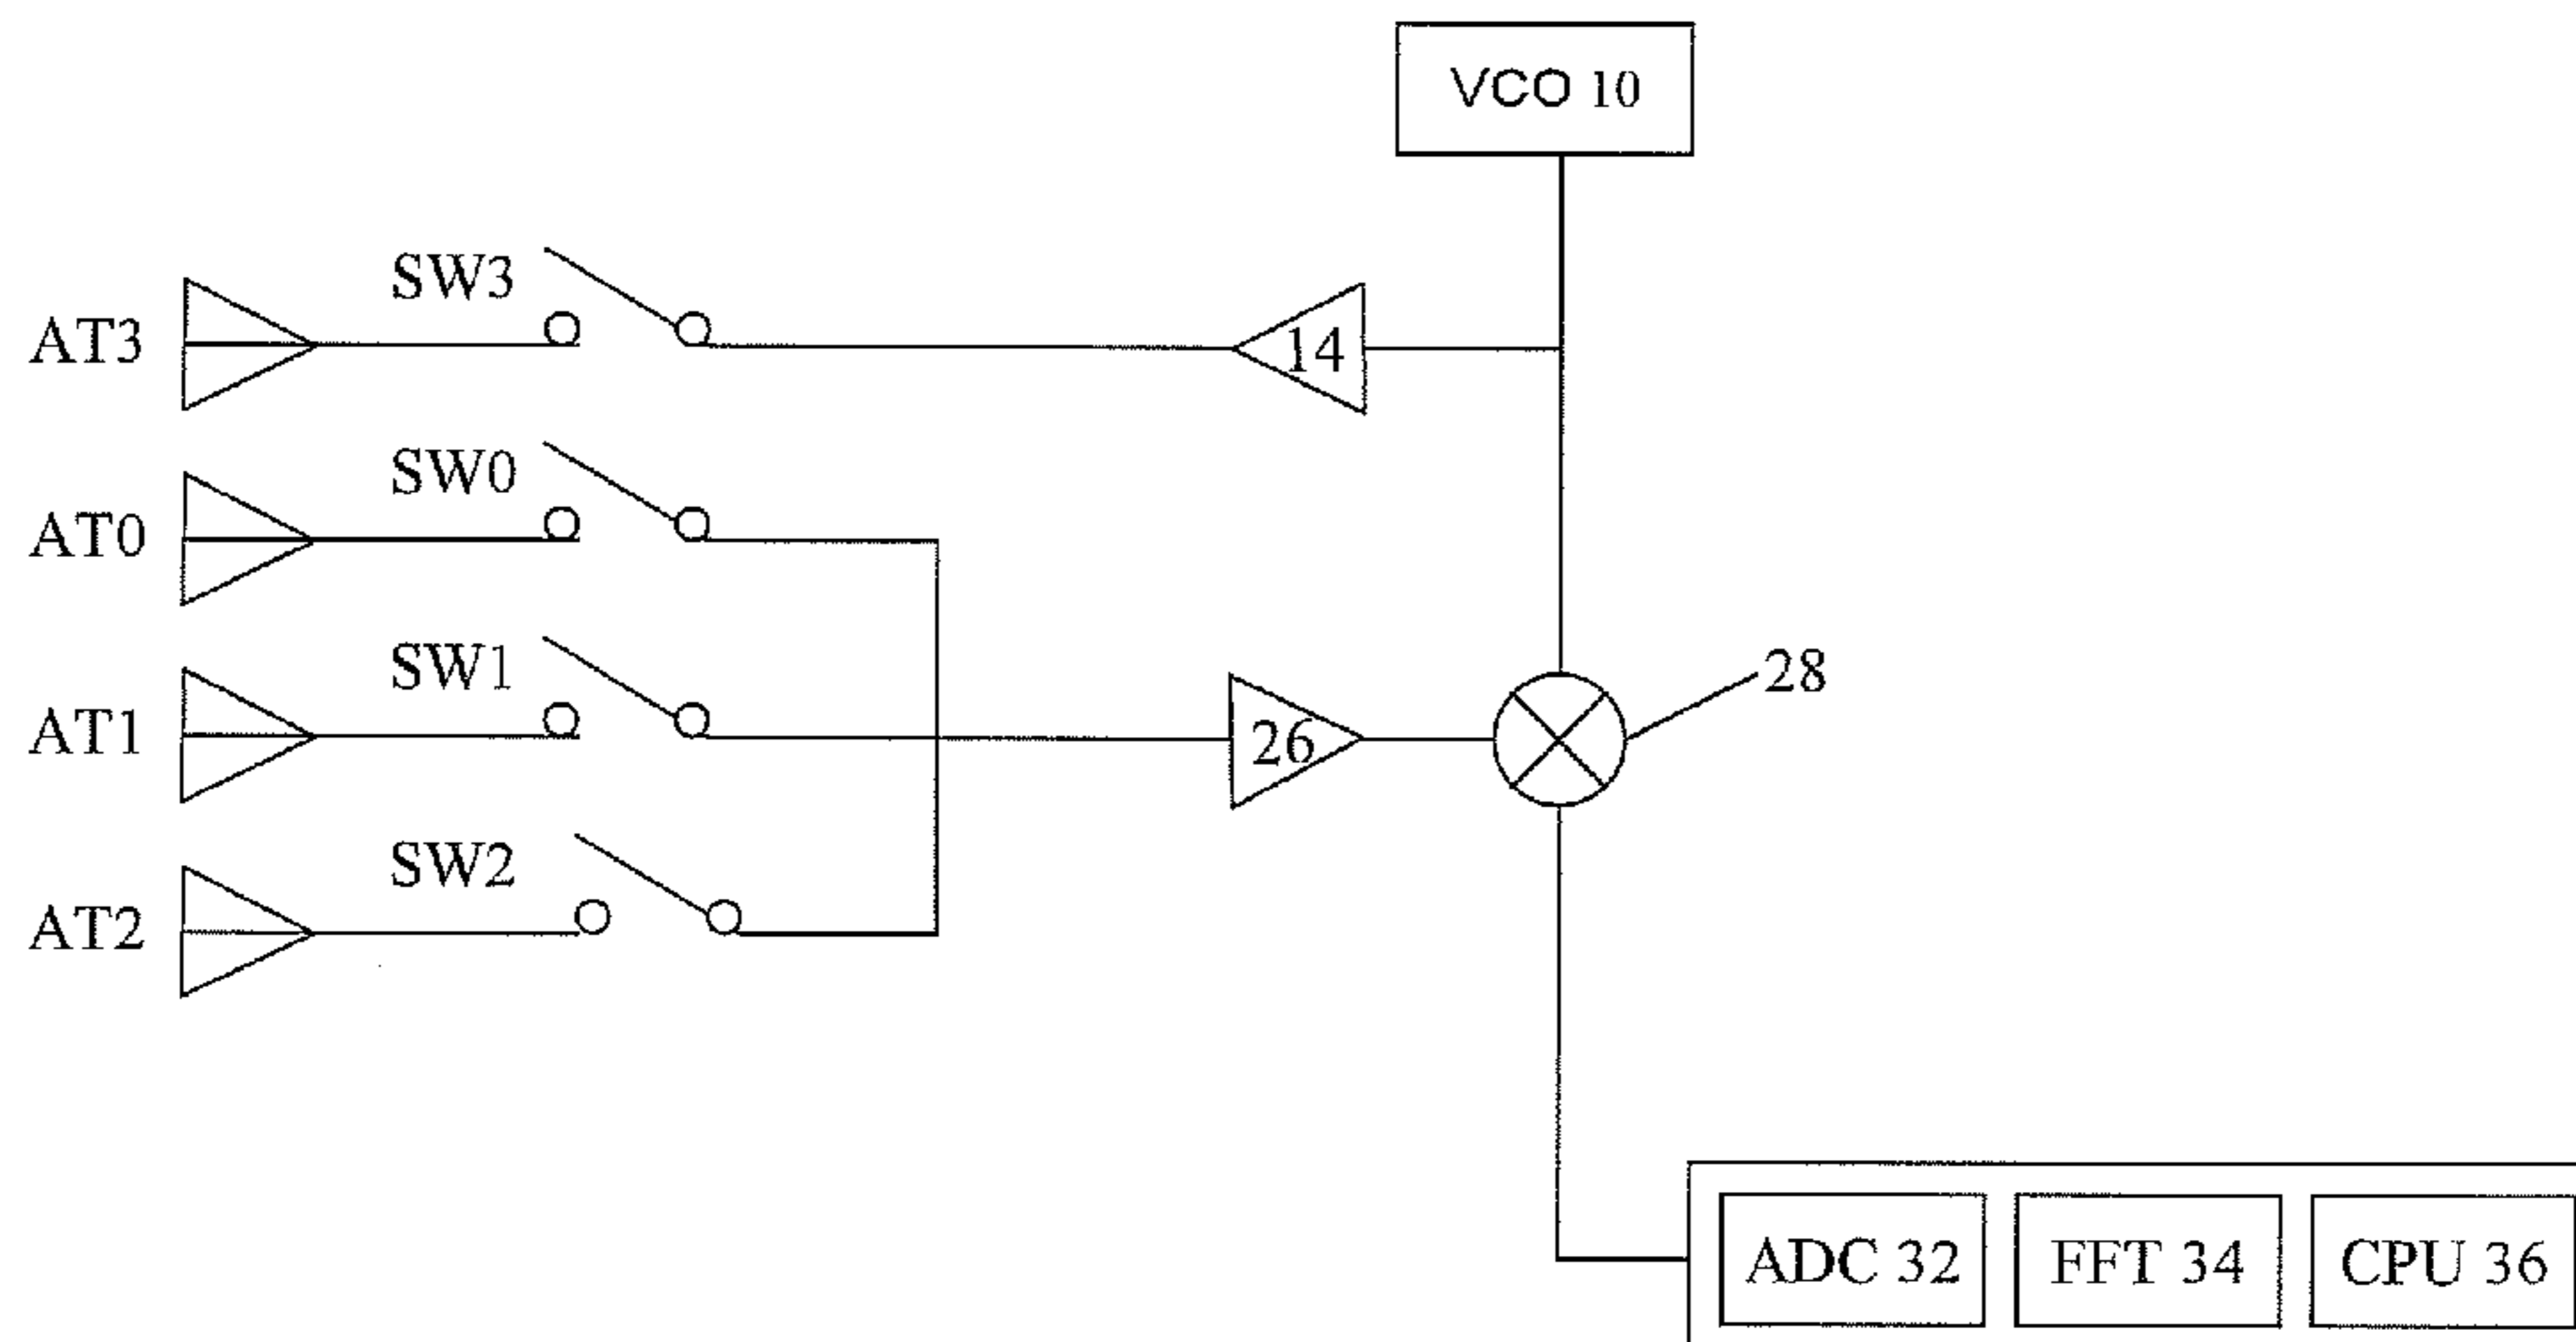 VCO 10
SW3
AT3
14
SW0
AT0
SW1
28
AT1
26
SW2
AT2
ADC 32
FFT 34
CPU 36